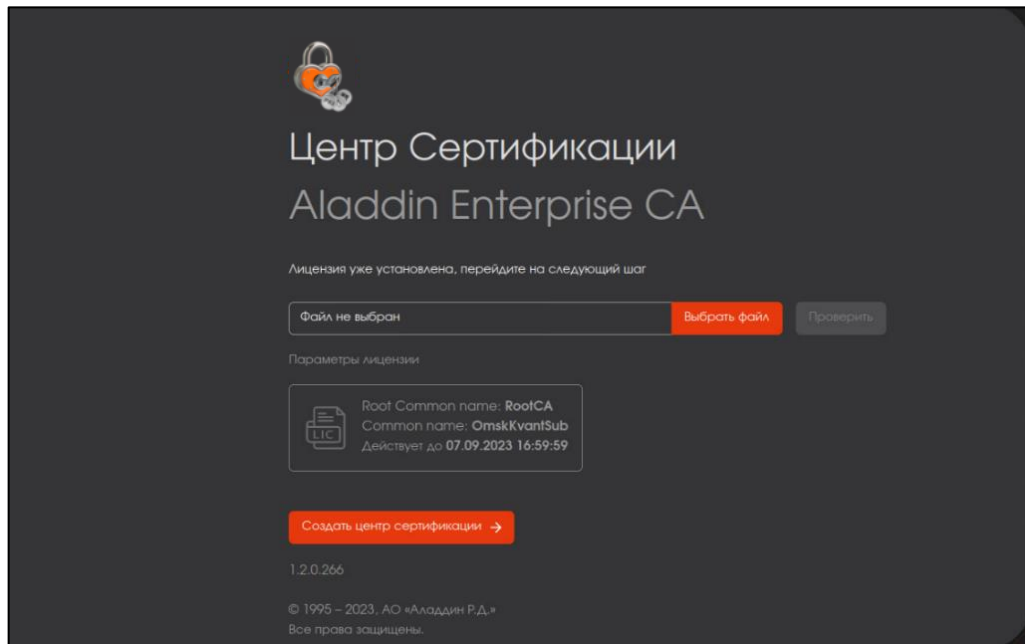 Центр Сертификации
Aladdin Enterprise CA
Лицензия уже установлена, перейдите на следующий шаг
Файл не выбран
Выбрать файл
Проверить
Параметры лицензии
LIC
Root Common name: RootCA
Common name: OmskKvantSub
Действует до 07.09.2023 16:59:59
Создать центр сертификации →
1.2.0.266
© 1995 – 2023, АО «Аладдин Р.Д.»
Все права защищены.